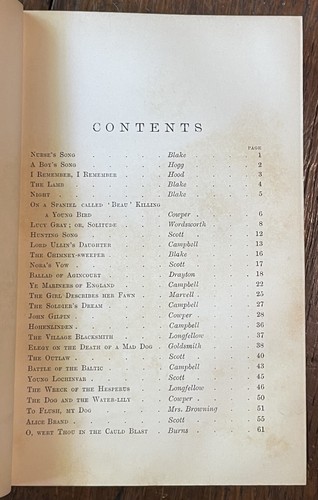 CONTENTS
PAGE
Nurse's Song . . . . Blake . . . . 1
A Boy's Song . . . . Hogg . . . . 2
I Remember, I Remember . . . Hood . . . . 3
The Lamb . . . . Blake . . . . 4
Night . . . . . Blake . . . . 5
On a Spaniel called 'Beau' Killing
a Young Bird . . . . Cowper . . . . 6
Lucy Gray; or, Solitude . . . Wordsworth . . . 8
Hunting Song . . . . Scott . . . . 12
Lord Ullin's Daughter . . . Campbell . . . 13
The Chimney-sweeper . . . Blake . . . . 16
Nora's Vow . . . . Scott . . . . 17
Ballad of Agincourt . . . Drayton . . . . 18
Ye Mariners of England . . . Campbell . . . 22
The Girl Describes her Fawn . . Marvell . . . . 25
The Soldier's Dream . . . Campbell . . . 27
John Gilpin . . . . Cowper . . . . 28
Hohenlinden . . . . Campbell . . . 36
The Village Blacksmith . . . Longfellow . . . 37
Elegy on the Death of a Mad Dog . Goldsmith . . . 38
The Outlaw . . . . Scott . . . . 40
Battle of the Baltic . . . Campbell . . . 43
Young Lochinvar . . . . Scott . . . . 45
The Wreck of the Hesperus . . Longfellow . . . 46
The Dog and the Water-lily . . Cowper . . . . 50
To Flush, my Dog . . . . Mrs. Browning . . . 51
Alice Brand . . . . Scott . . . . 55
O, wert Thou in the Cauld Blast . Burns . . . . 61